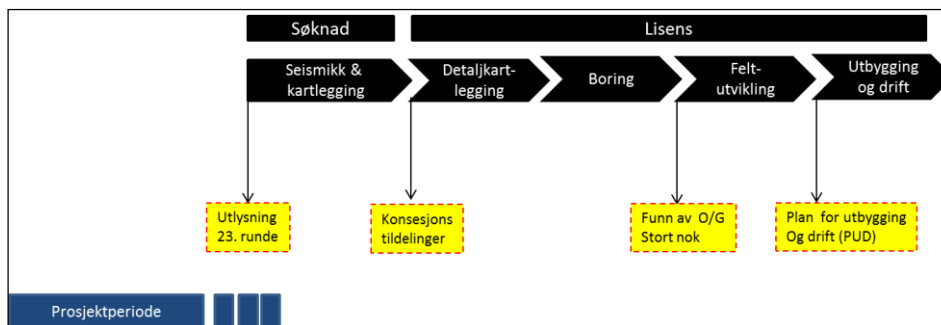 Søknad
Lisens
Seismikk &
kartlegging
Detaljkart-
legging
Boring
Felt-
utvikling
Utbygging
og drift
Utlysning
23. runde
Konsesjons
tildelinger
Funn av O/G
Stort nok
Plan for utbygging
Og drift (PUD)
Prosjektperiode